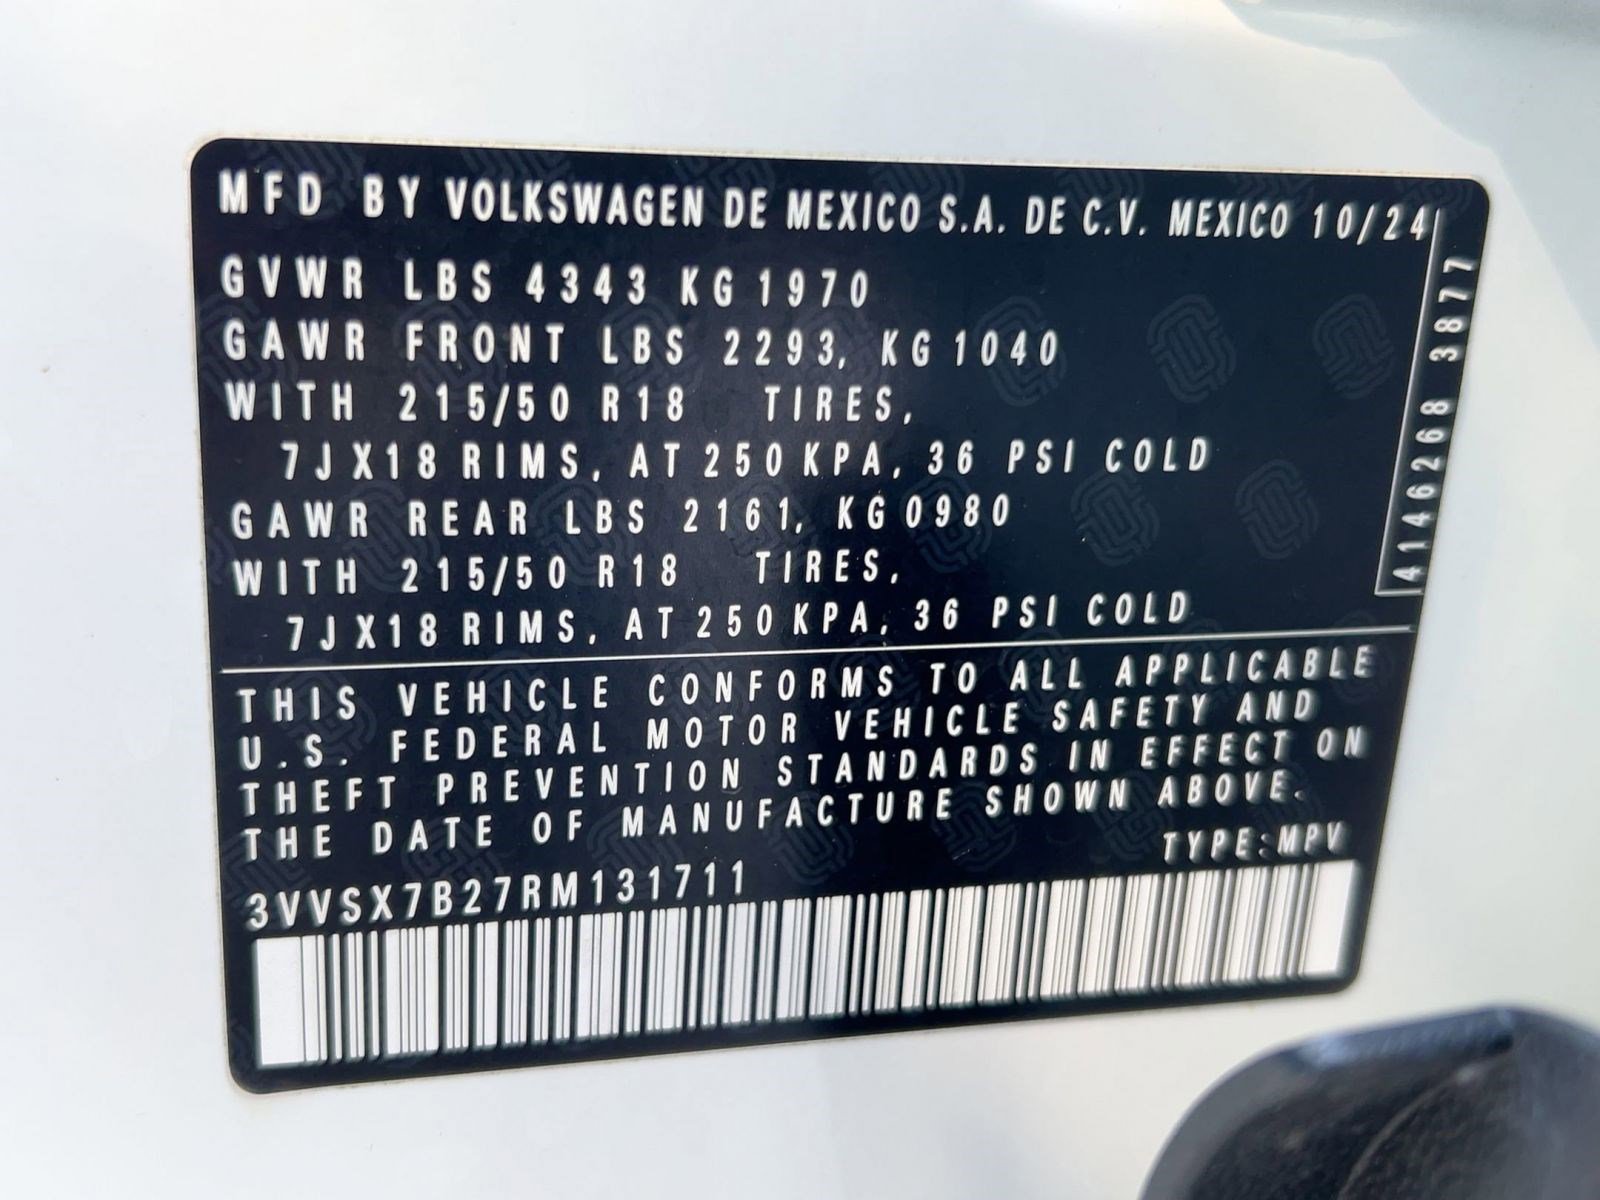 MFD BY VOLKSWAGEN DE MEXICO S.A. DE C.V. MEXICO 10/24
GVWR LBS 4343 KG 1970
GAWR FRONT LBS 2293, KG 1040
WITH 215/50 R18 TIRES,
7JX18 RIMS, AT 250 KPA, 36 PSI COLD
GAWR REAR LBS 2161, KG 0980
WITH 215/50 R18 TIRES,
7JX18 RIMS, AT 250 KPA, 36 PSI COLD
4146268 3877
THIS VEHICLE CONFORMS TO ALL APPLICABLE
U.S. FEDERAL MOTOR VEHICLE SAFETY AND
THEFT PREVENTION STANDARDS IN EFFECT ON
THE DATE OF MANUFACTURE SHOWN ABOVE.
3VVSX7B27RM131711
TYPE:MPV